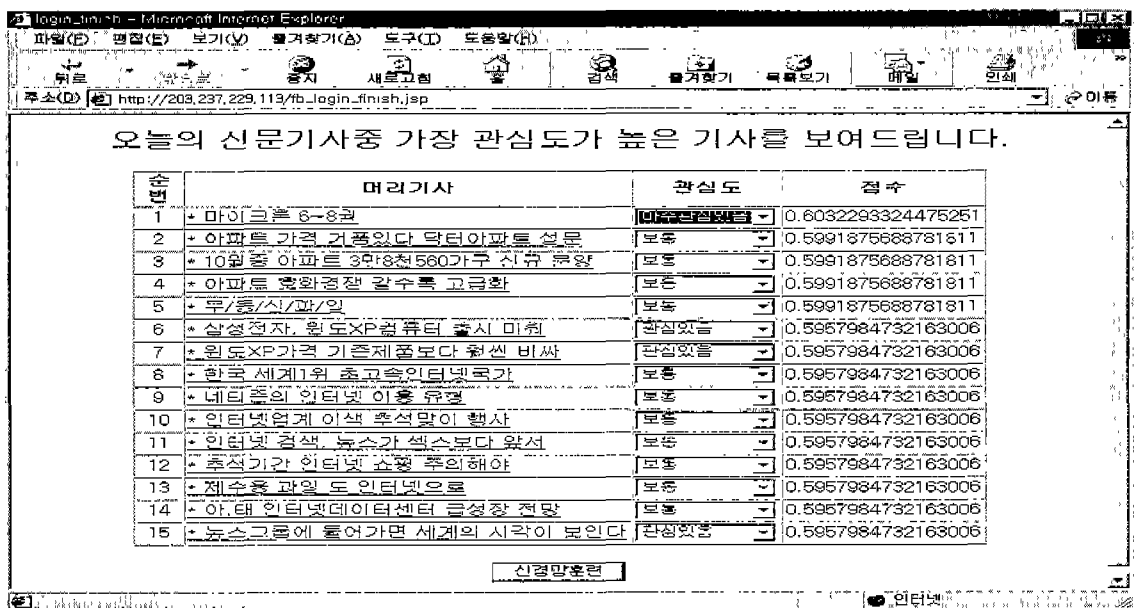 login_finish - Microsoft Internet Explorer
파일(F) 편집(E) 보기(V) 즐겨찾기(A) 도구(T) 도움말(H)
뒤로 중지 새로고침 홈 검색 즐겨찾기 목록보기 메일 인쇄
주소(D) http://203,237,229,113/fb_login_finish.jsp 이동
오늘의 신문기사중 가장 관심도가 높은 기사를 보여드립니다.
순번 머리기사 관심도 점수
1 * 마이크론 6-8권 아주관심있음 0.6032293324475251
2 * 아파트 가격 거품있다 닥터아파트 설문 보통 0.5991875688781811
3 * 10월중 아파트 3만8천560가구 신규 분양 보통 0.5991875688781811
4 * 아파트 평화경쟁 갈수록 고급화 보통 0.5991875688781811
5 * 무/동/산/파/일 보통 0.5991875688781811
6 * 삼성전자, 윈도XP컴퓨터 출시 미뤄 관심있음 0.5957984732163006
7 * 윈도XP가격 기존제품보다 훨씬 비싸 관심있음 0.5957984732163006
8 * 한국 세계1위 초고속인터넷국가 보통 0.5957984732163006
9 * 네티즌의 인터넷 이용 유형 보통 0.5957984732163006
10 * 인터넷업계 이색 추석맞이 행사 보통 0.5957984732163006
11 * 인터넷 검색, 뉴스가 섹스보다 앞서 보통 0.5957984732163006
12 * 추석기간 인터넷 쇼핑 주의해야 보통 0.5957984732163006
13 * 제수용 과일 도 인터넷으로 보통 0.5957984732163006
14 * 아.태 인터넷데이터센터 급성장 전망 보통 0.5957984732163006
15 * 뉴스그룹에 들어가면 세계의 시각이 보인다 관심있음 0.5957984732163006
신경망훈련
인터넷